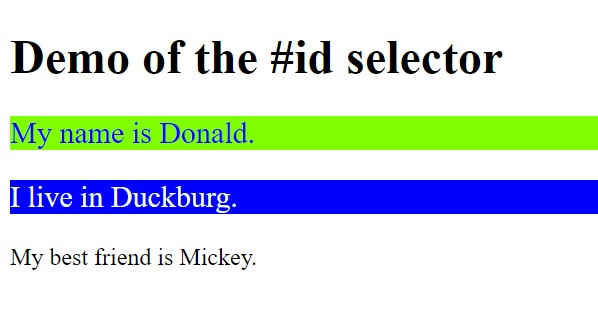 Demo of the #id selector
My name is Donald.
I live in Duckburg.
My best friend is Mickey.